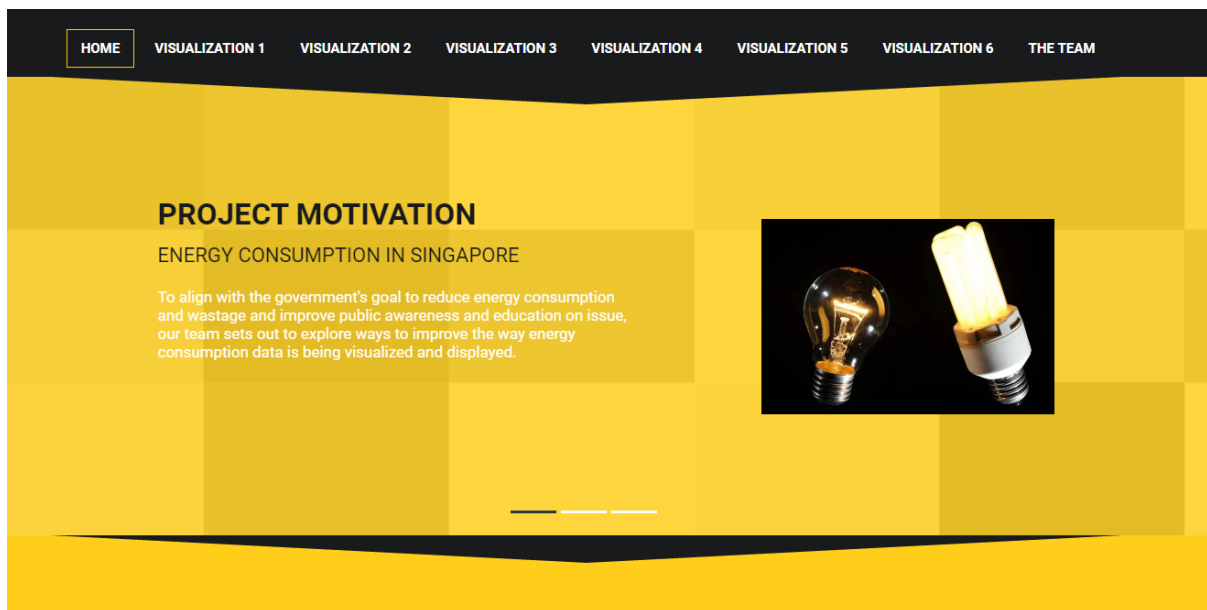 HOME VISUALIZATION 1 VISUALIZATION 2 VISUALIZATION 3 VISUALIZATION 4 VISUALIZATION 5 VISUALIZATION 6 THE TEAM
PROJECT MOTIVATION
ENERGY CONSUMPTION IN SINGAPORE
To align with the government's goal to reduce energy consumption
and wastage and improve public awareness and education on issue,
our team sets out to explore ways to improve the way energy
consumption data is being visualized and displayed.